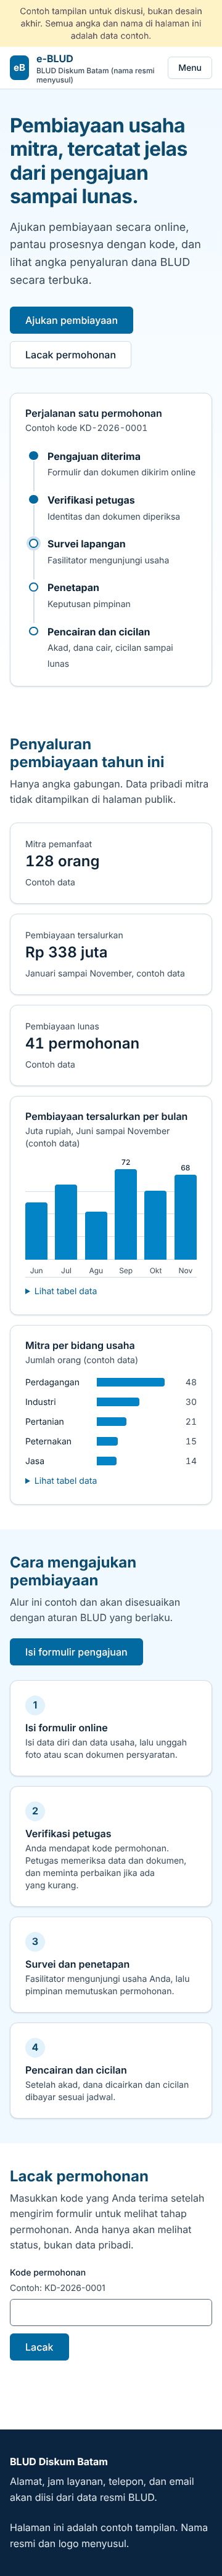 Contoh tampilan untuk diskusi, bukan desain
akhir. Semua angka dan nama di halaman ini
adalah data contoh.
eB
e-BLUD
BLUD Diskum Batam (nama resmi
menyusul)
Menu
Pembiayaan usaha
mitra, tercatat jelas
dari pengajuan
sampai lunas.
Ajukan pembiayaan secara online,
pantau prosesnya dengan kode, dan
lihat angka penyaluran dana BLUD
secara terbuka.
Ajukan pembiayaan
Lacak permohonan
Perjalanan satu permohonan
Contoh kode KD-2026-0001
Pengajuan diterima
Formulir dan dokumen dikirim online
Verifikasi petugas
Identitas dan dokumen diperiksa
Survei lapangan
Fasilitator mengunjungi usaha
Penetapan
Keputusan pimpinan
Pencairan dan cicilan
Akad, dana cair, cicilan sampai
lunas
Penyaluran
pembiayaan tahun ini
Hanya angka gabungan. Data pribadi mitra
tidak ditampilkan di halaman publik.
Mitra pemanfaat
128 orang
Contoh data
Pembiayaan tersalurkan
Rp 338 juta
Januari sampai November, contoh data
Pembiayaan lunas
41 permohonan
Contoh data
Pembiayaan tersalurkan per bulan
Juta rupiah, Juni sampai November
(contoh data)
72
68
Jun Jul Agu Sep Okt Nov
Lihat tabel data
Mitra per bidang usaha
Jumlah orang (contoh data)
Perdagangan 48
Industri 30
Pertanian 21
Peternakan 15
Jasa 14
Lihat tabel data
Cara mengajukan
pembiayaan
Alur ini contoh dan akan disesuaikan
dengan aturan BLUD yang berlaku.
Isi formulir pengajuan
1
Isi formulir online
Isi data diri dan data usaha, lalu unggah
foto atau scan dokumen persyaratan.
2
Verifikasi petugas
Anda mendapat kode permohonan.
Petugas memeriksa data dan dokumen,
dan meminta perbaikan jika ada
yang kurang.
3
Survei dan penetapan
Fasilitator mengunjungi usaha Anda, lalu
pimpinan memutuskan permohonan.
4
Pencairan dan cicilan
Setelah akad, dana dicairkan dan cicilan
dibayar sesuai jadwal.
Lacak permohonan
Masukkan kode yang Anda terima setelah
mengirim formulir untuk melihat tahap
permohonan. Anda hanya akan melihat
status, bukan data pribadi.
Kode permohonan
Contoh: KD-2026-0001
Lacak
BLUD Diskum Batam
Alamat, jam layanan, telepon, dan email
akan diisi dari data resmi BLUD.
Halaman ini adalah contoh tampilan. Nama
resmi dan logo menyusul.